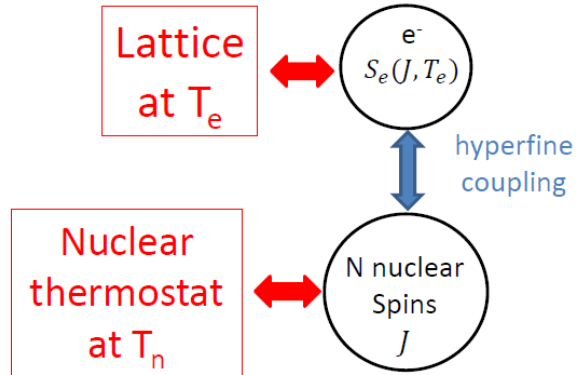 Lattice
at Tₑ
e⁻
Sₑ(J, Tₑ)
hyperfine
coupling
Nuclear
thermostat
at Tₙ
N nuclear
Spins
J